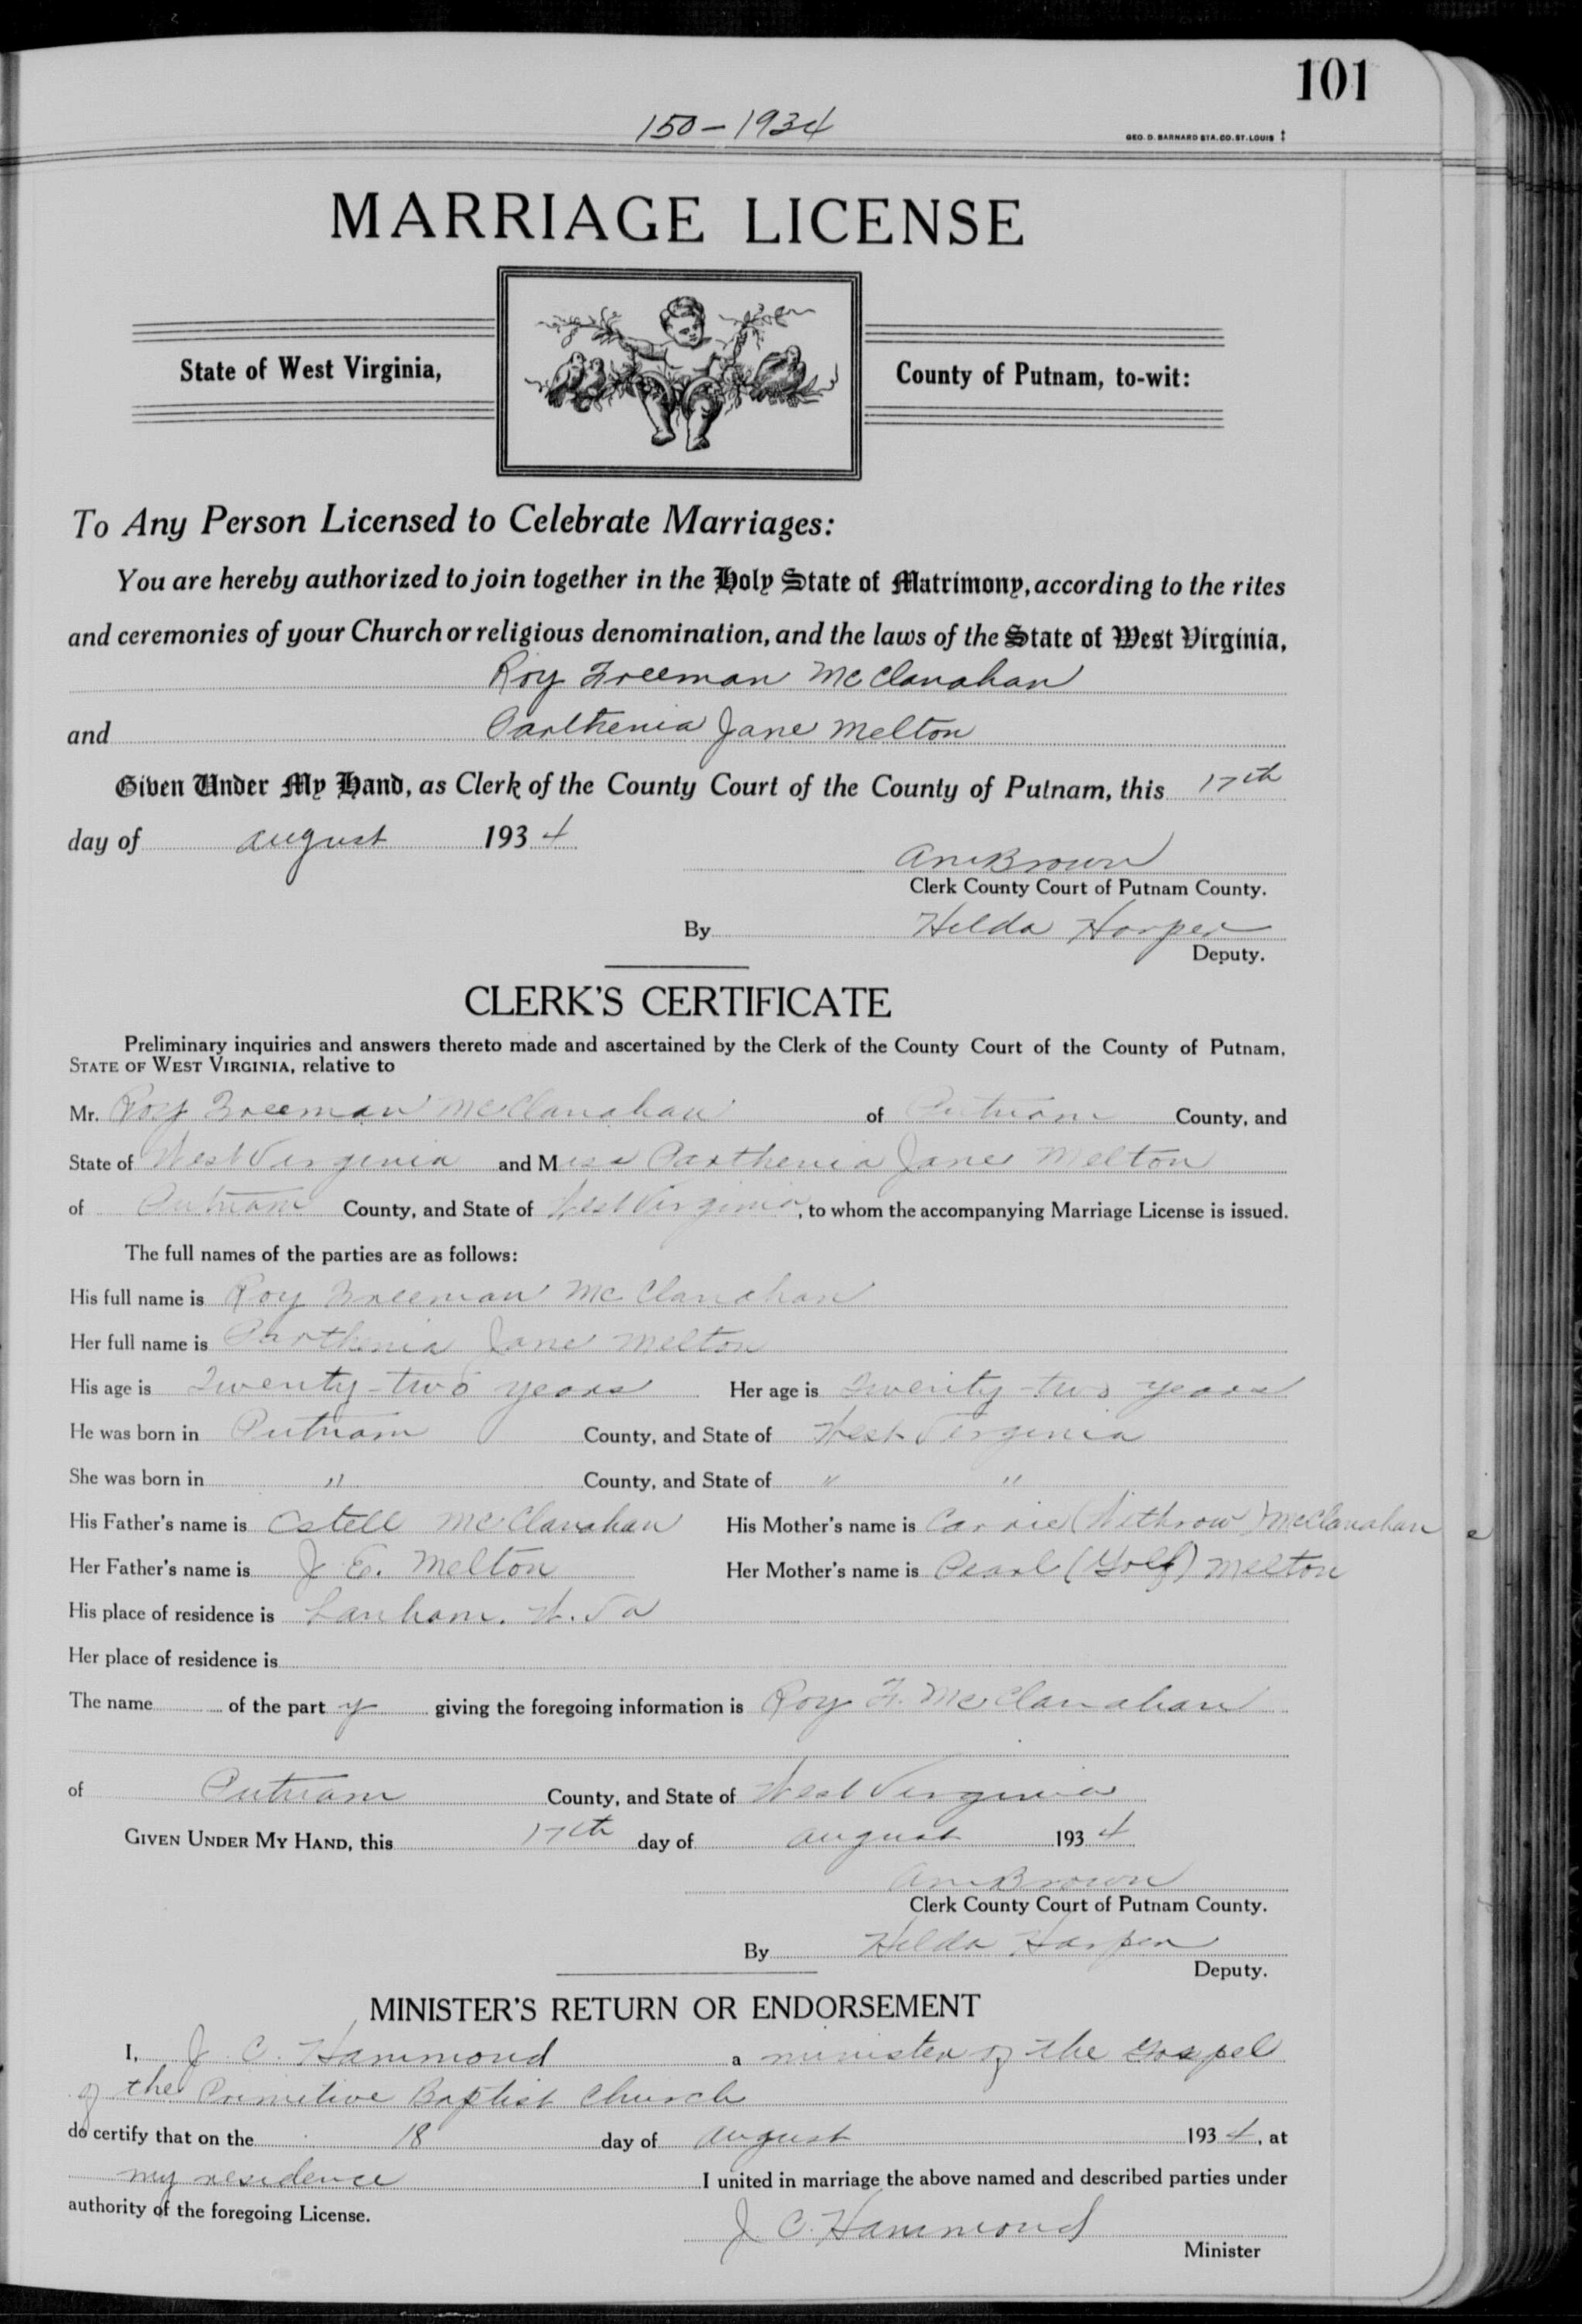 101
150-1934
GEO. D. BARNARD STA. CO. ST. LOUIS
MARRIAGE LICENSE
State of West Virginia,
County of Putnam, to-wit:
To Any Person Licensed to Celebrate Marriages:
You are hereby authorized to join together in the Holy State of Matrimony, according to the rites
and ceremonies of your Church or religious denomination, and the laws of the State of West Virginia,
Roy Freeman McClanahan
and Parthenia Jane Melton
Given Under My Hand, as Clerk of the County Court of the County of Putnam, this 17th
day of August 1934
Brown
Clerk County Court of Putnam County.
By Hilda Harper
Deputy.
CLERK'S CERTIFICATE
Preliminary inquiries and answers thereto made and ascertained by the Clerk of the County Court of the County of Putnam,
STATE OF WEST VIRGINIA, relative to
Mr. Roy Freeman McClanahan of Putnam County, and
State of West Virginia and Miss Parthenia Jane Melton
of Putnam County, and State of West Virginia, to whom the accompanying Marriage License is issued.
The full names of the parties are as follows:
His full name is Roy Freeman McClanahan
Her full name is Parthenia Jane Melton
His age is Twenty-two years Her age is Twenty-two years
He was born in Putnam County, and State of West Virginia
She was born in " County, and State of " "
His Father's name is Estell McClanahan His Mother's name is Carrie (Withrow) McClanahan
Her Father's name is J. E. Melton Her Mother's name is Pearl Melton
His place of residence is Lanham, W. Va
Her place of residence is
The name of the party giving the foregoing information is Roy F. McClanahan
of Putnam County, and State of West Virginia
GIVEN UNDER MY HAND, this 17th day of August 1934
Brown
Clerk County Court of Putnam County.
By Hilda Harper
Deputy.
MINISTER'S RETURN OR ENDORSEMENT
I, J. C. Hammond a minister of the Gospel
of the Primitive Baptist Church
do certify that on the 18 day of August 1934, at
my residence I united in marriage the above named and described parties under
authority of the foregoing License.
J. C. Hammond
Minister